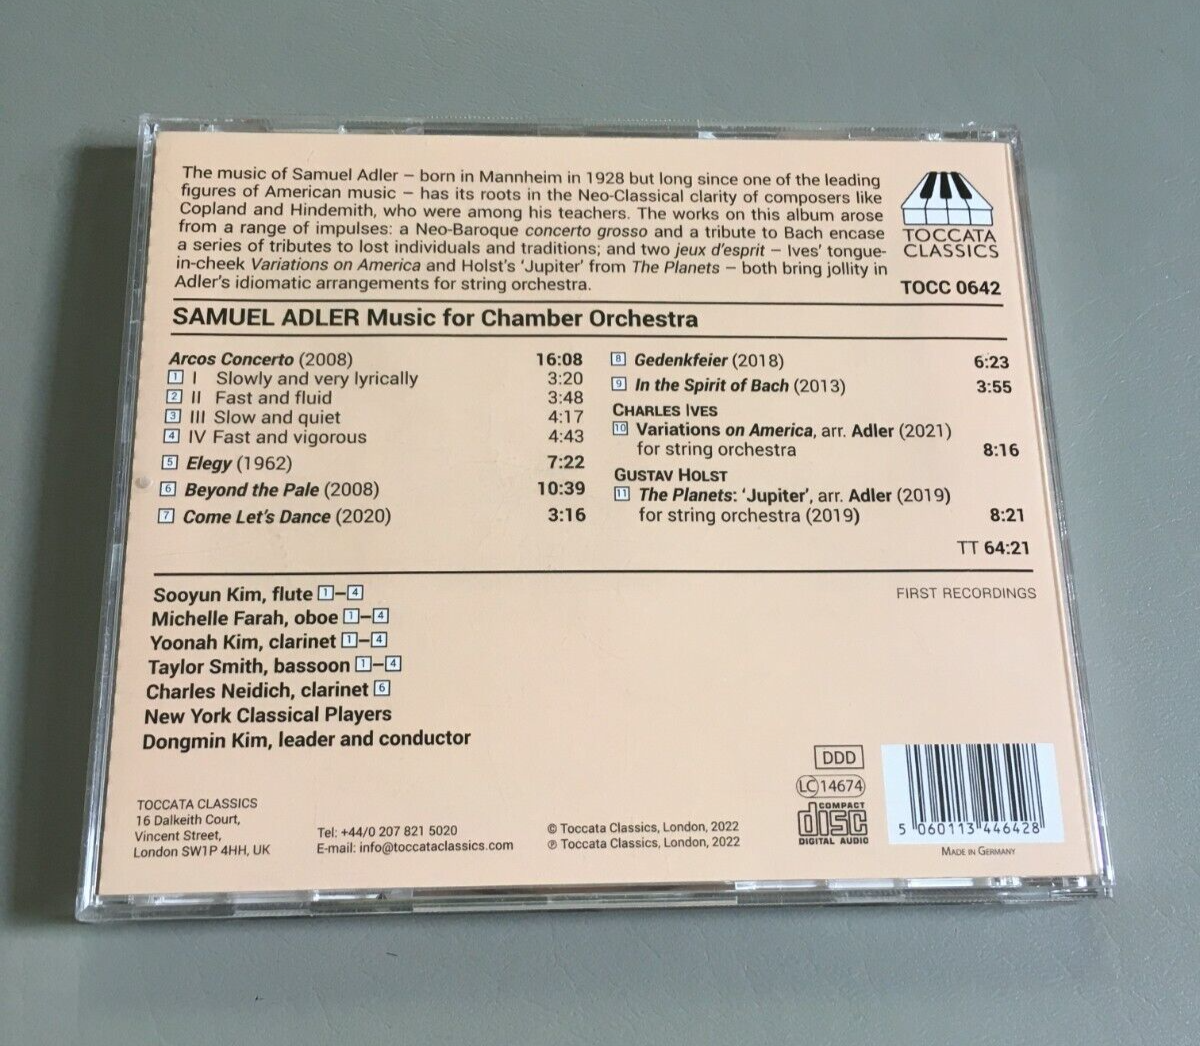 The music of Samuel Adler – born in Mannheim in 1928 but long since one of the leading
figures of American music – has its roots in the Neo-Classical clarity of composers like
Copland and Hindemith, who were among his teachers. The works on this album arose
from a range of impulses: a Neo-Baroque concerto grosso and a tribute to Bach encase
a series of tributes to lost individuals and traditions; and two jeux d'esprit – Ives' tongue-
in-cheek Variations on America and Holst's 'Jupiter' from The Planets – both bring jollity in
Adler's idiomatic arrangements for string orchestra.
TOCCATA
CLASSICS
TOCC 0642
SAMUEL ADLER Music for Chamber Orchestra
Arcos Concerto (2008) 16:08
1 I Slowly and very lyrically 3:20
2 II Fast and fluid 3:48
3 III Slow and quiet 4:17
4 IV Fast and vigorous 4:43
5 Elegy (1962) 7:22
6 Beyond the Pale (2008) 10:39
7 Come Let's Dance (2020) 3:16
8 Gedenkfeier (2018) 6:23
9 In the Spirit of Bach (2013) 3:55
CHARLES IVES
10 Variations on America, arr. Adler (2021)
for string orchestra 8:16
GUSTAV HOLST
11 The Planets: 'Jupiter', arr. Adler (2019)
for string orchestra (2019) 8:21
TT 64:21
FIRST RECORDINGS
Sooyun Kim, flute 1–4
Michelle Farah, oboe 1–4
Yoonah Kim, clarinet 1–4
Taylor Smith, bassoon 1–4
Charles Neidich, clarinet 6
New York Classical Players
Dongmin Kim, leader and conductor
TOCCATA CLASSICS
16 Dalkeith Court,
Vincent Street,
London SW1P 4HH, UK
Tel: +44/0 207 821 5020
E-mail: info@toccataclassics.com
© Toccata Classics, London, 2022
℗ Toccata Classics, London, 2022
DDD
LC 14674
COMPACT
disc
DIGITAL AUDIO
5 060113 446428
MADE IN GERMANY